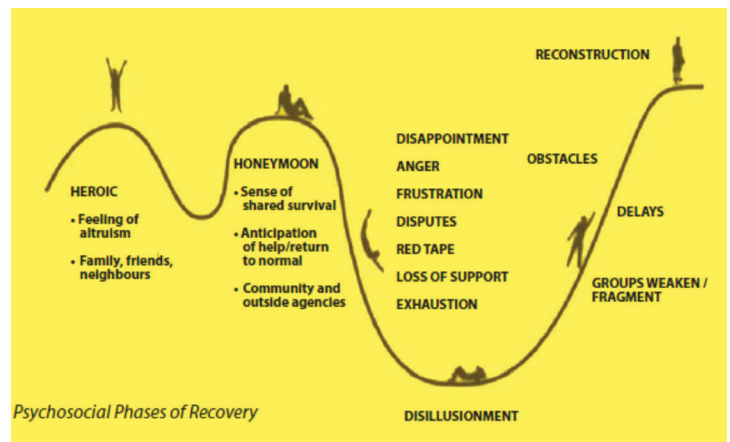 RECONSTRUCTION
DISAPPOINTMENT
ANGER
FRUSTRATION
DISPUTES
RED TAPE
LOSS OF SUPPORT
EXHAUSTION
OBSTACLES
DELAYS
GROUPS WEAKEN /
FRAGMENT
HONEYMOON
• Sense of
shared survival
• Anticipation
of help/return
to normal
• Community and
outside agencies
HEROIC
• Feeling of
altruism
• Family, friends,
neighbours
Psychosocial Phases of Recovery
DISILLUSIONMENT